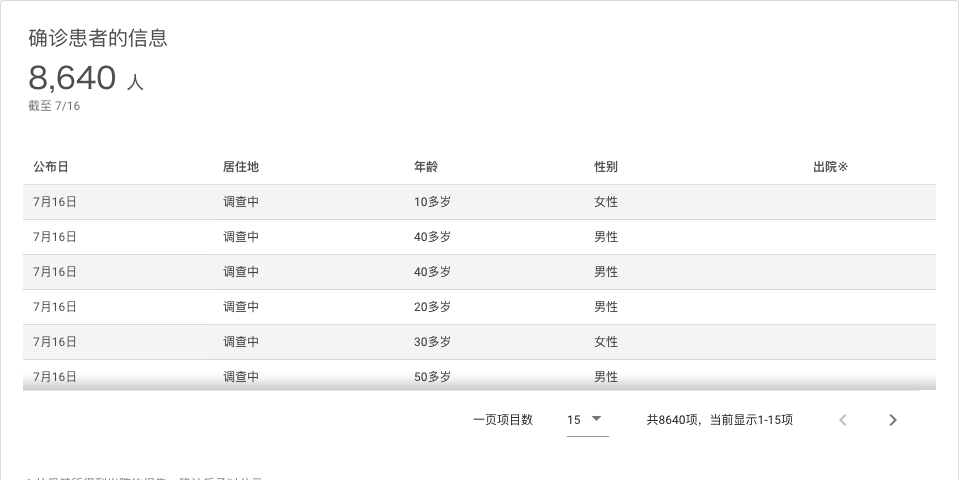 确诊患者的信息
8,640 人
截至 7/16
公布日 居住地 年龄 性别 出院※
7月16日 调查中 10多岁 女性
7月16日 调查中 40多岁 男性
7月16日 调查中 40多岁 男性
7月16日 调查中 20多岁 男性
7月16日 调查中 30多岁 女性
7月16日 调查中 50多岁 男性
一页项目数 15 共8640项，当前显示1-15项